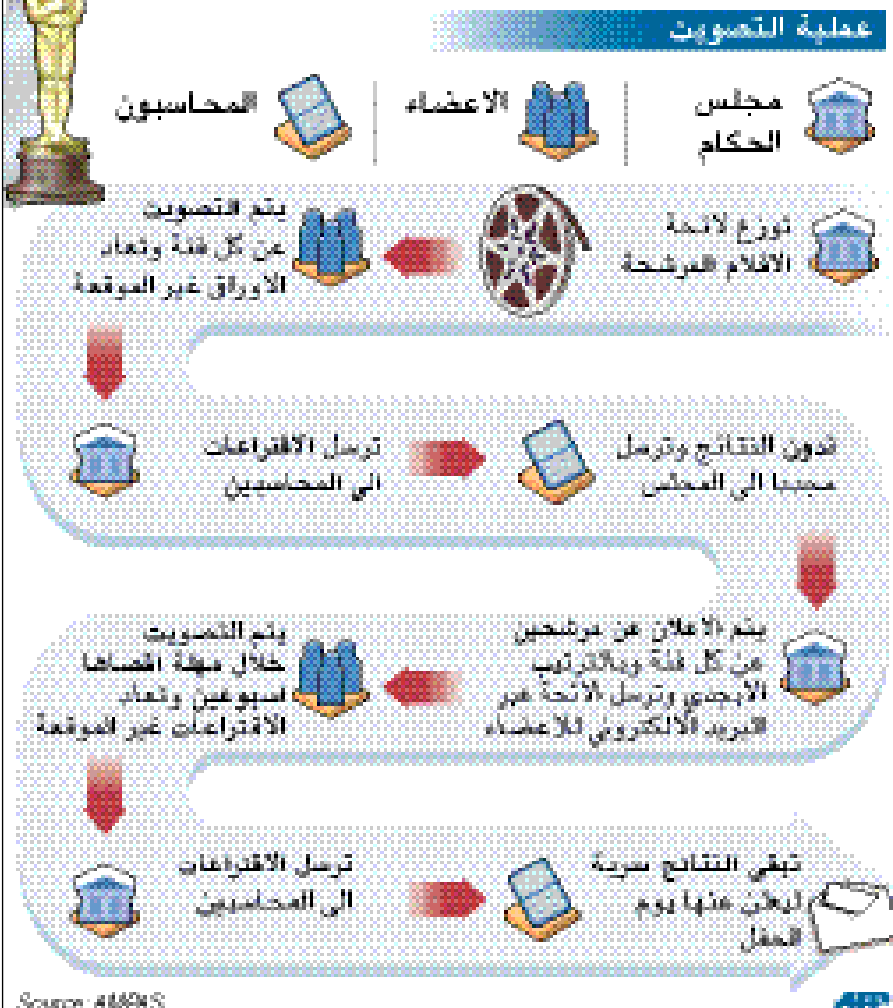 عملية التصويت
مجلس
الحكام
الاعضاء
المحاسبون
توزع لائحة
الافلام المرشحة
يتم التصويت
عن كل فئة وتعاد
الاوراق غير الموقعة
ترسل الاقتراعات
الى المحاسبين
تدون النتائج وترسل
مجددا الى المجلس
يتم الاعلان عن مرشحين
عن كل فئة وبالترتيب
الابجدي وترسل الائحة عبر
البريد الالكتروني للاعضاء
يتم التصويت
خلال مهلة اقصاها
اسبوعين وتعاد
الاقتراعات غير الموقعة
ترسل الاقتراعات
الى المحاسبين
تبقى النتائج سرية
ليعلن عنها يوم
الحفل
Source: AMPAS
AFP